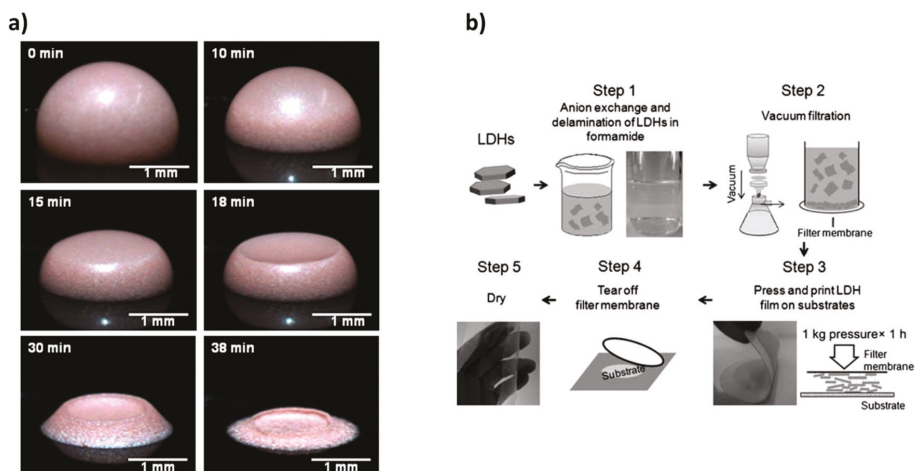 a)
0 min
1 mm
10 min
1 mm
15 min
1 mm
18 min
1 mm
30 min
1 mm
38 min
1 mm
b)
LDHs
Step 1
Anion exchange and
delamination of LDHs in
formamide
Step 2
Vacuum filtration
Vacuum
Filter membrane
Step 3
Press and print LDH
film on substrates
1 kg pressure× 1 h
Filter
membrane
Substrate
Step 4
Tear off
filter membrane
Substrate
Step 5
Dry